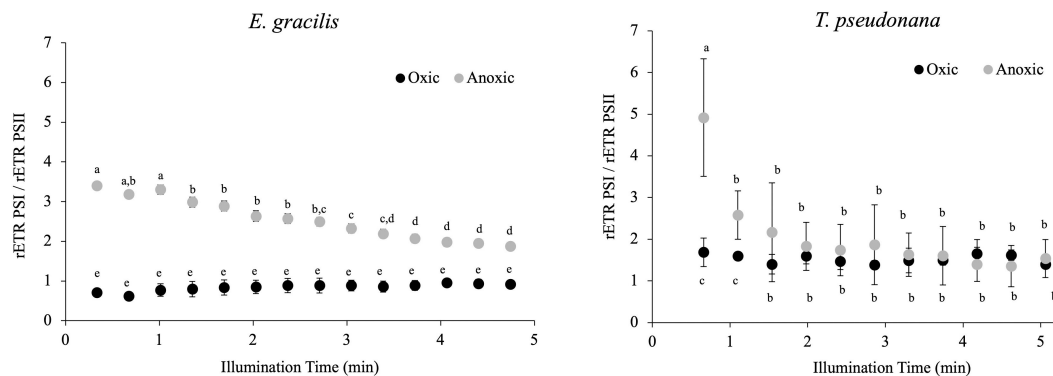 E. gracilis
7
6
5
4
3
2
1
0
rETR PSI / rETR PSII
Oxic Anoxic
a a,b a b b b b b,c c c,d d d d d
e e e e e e e e e e e e e e
0 1 2 3 4 5
Illumination Time (min)
T. pseudonana
7
6
5
4
3
2
1
0
rETR PSI / rETR PSII
Oxic Anoxic
a
b b b b b b b b b b
c c b b b b b b b b b
0 1 2 3 4 5
Illumination Time (min)